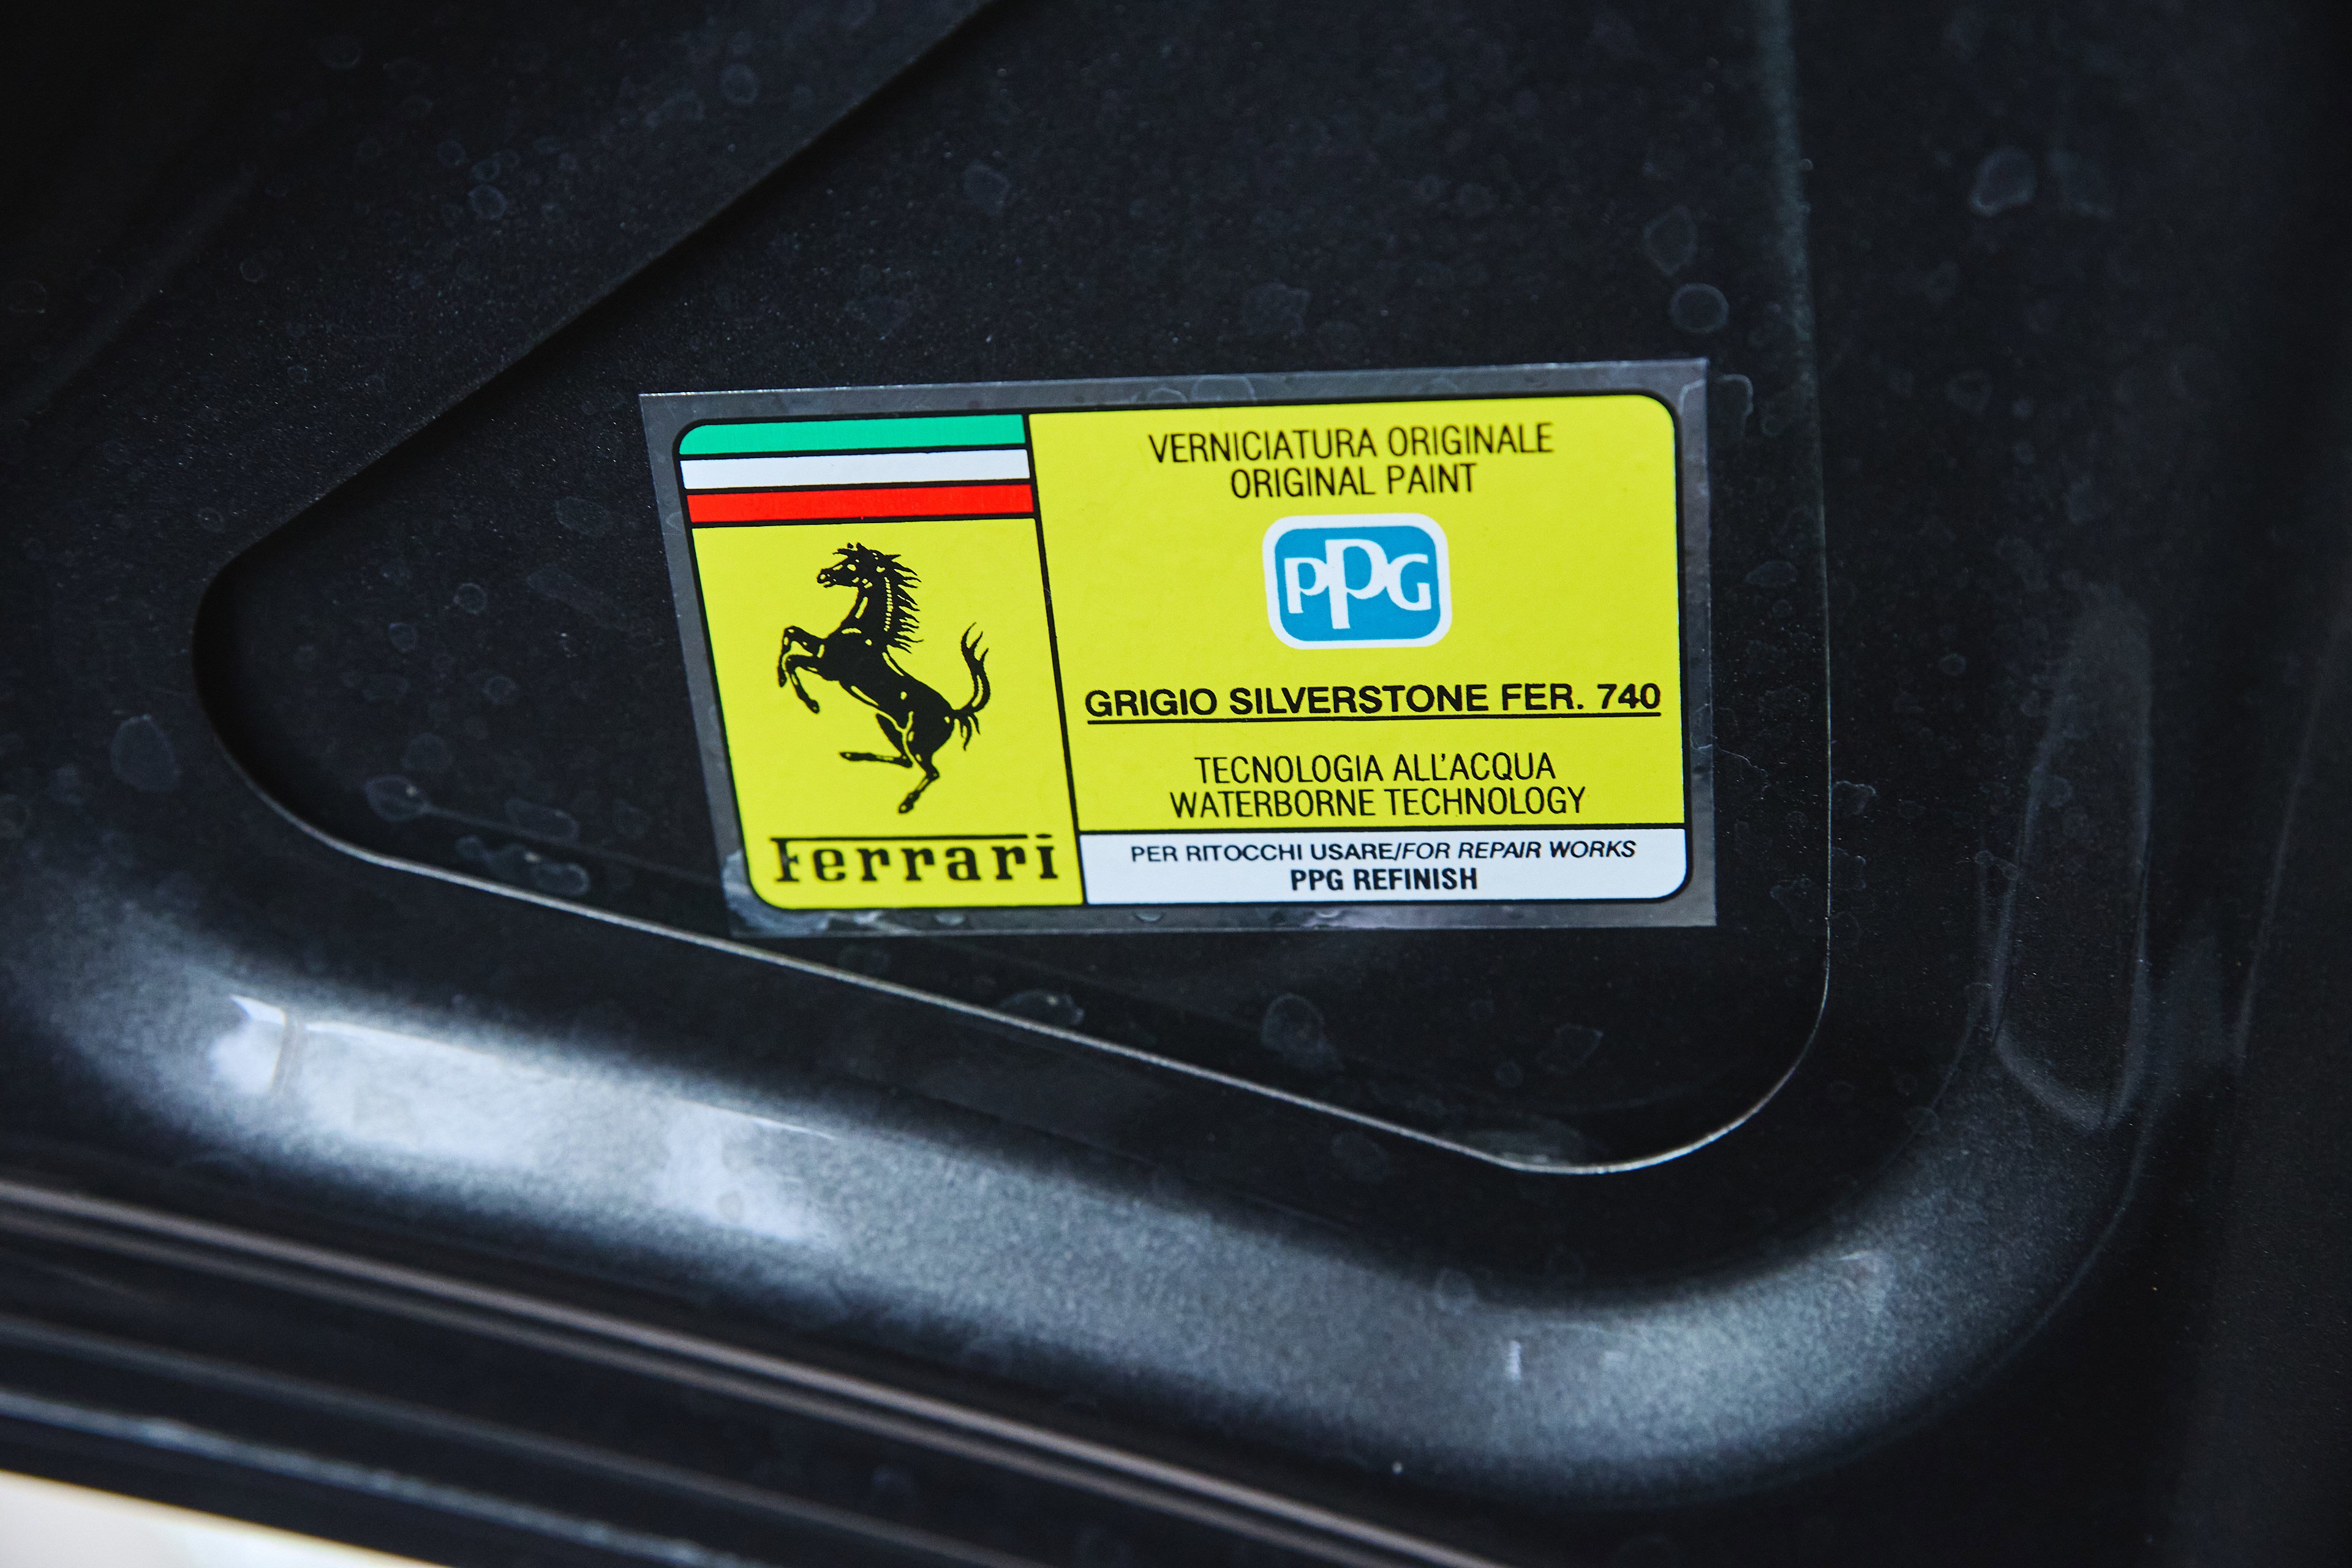 VERNICIATURA ORIGINALE
ORIGINAL PAINT
PPG
GRIGIO SILVERSTONE FER. 740
TECNOLOGIA ALL'ACQUA
WATERBORNE TECHNOLOGY
PER RITOCCHI USARE/FOR REPAIR WORKS
PPG REFINISH
Ferrari